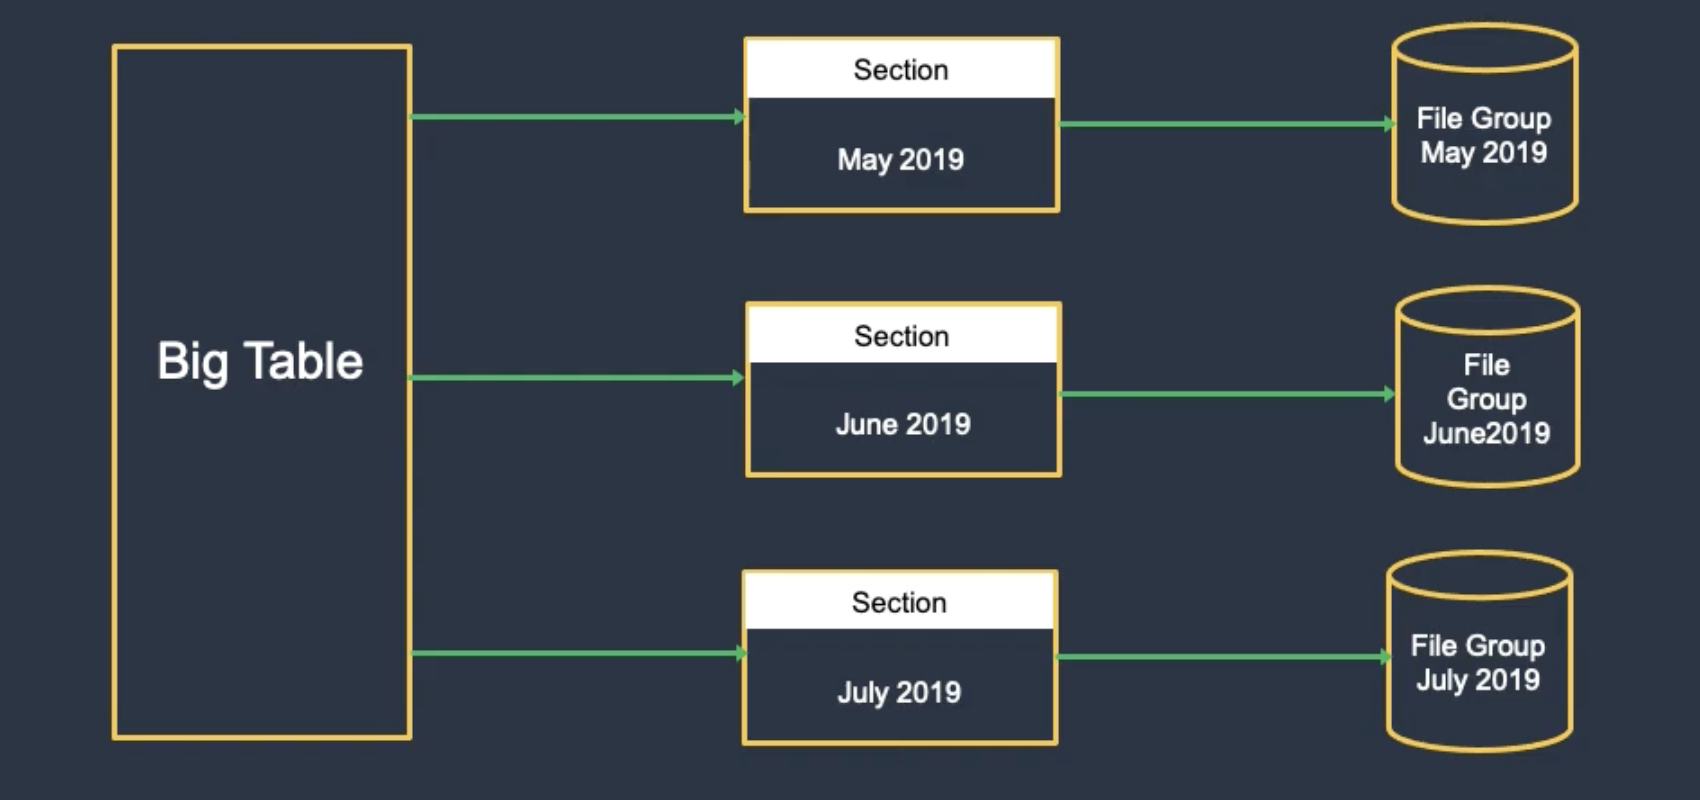 Big Table
Section
May 2019
File Group
May 2019
Section
June 2019
File
Group
June2019
Section
July 2019
File Group
July 2019